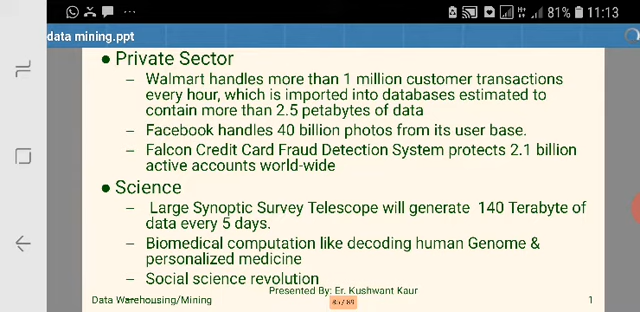 81% 11:13
data mining.ppt
● Private Sector
– Walmart handles more than 1 million customer transactions
every hour, which is imported into databases estimated to
contain more than 2.5 petabytes of data
– Facebook handles 40 billion photos from its user base.
– Falcon Credit Card Fraud Detection System protects 2.1 billion
active accounts world-wide
● Science
– Large Synoptic Survey Telescope will generate 140 Terabyte of
data every 5 days.
– Biomedical computation like decoding human Genome &
personalized medicine
– Social science revolution
Presented By: Er. Kushwant Kaur
Data Warehousing/Mining
85 / 89
1